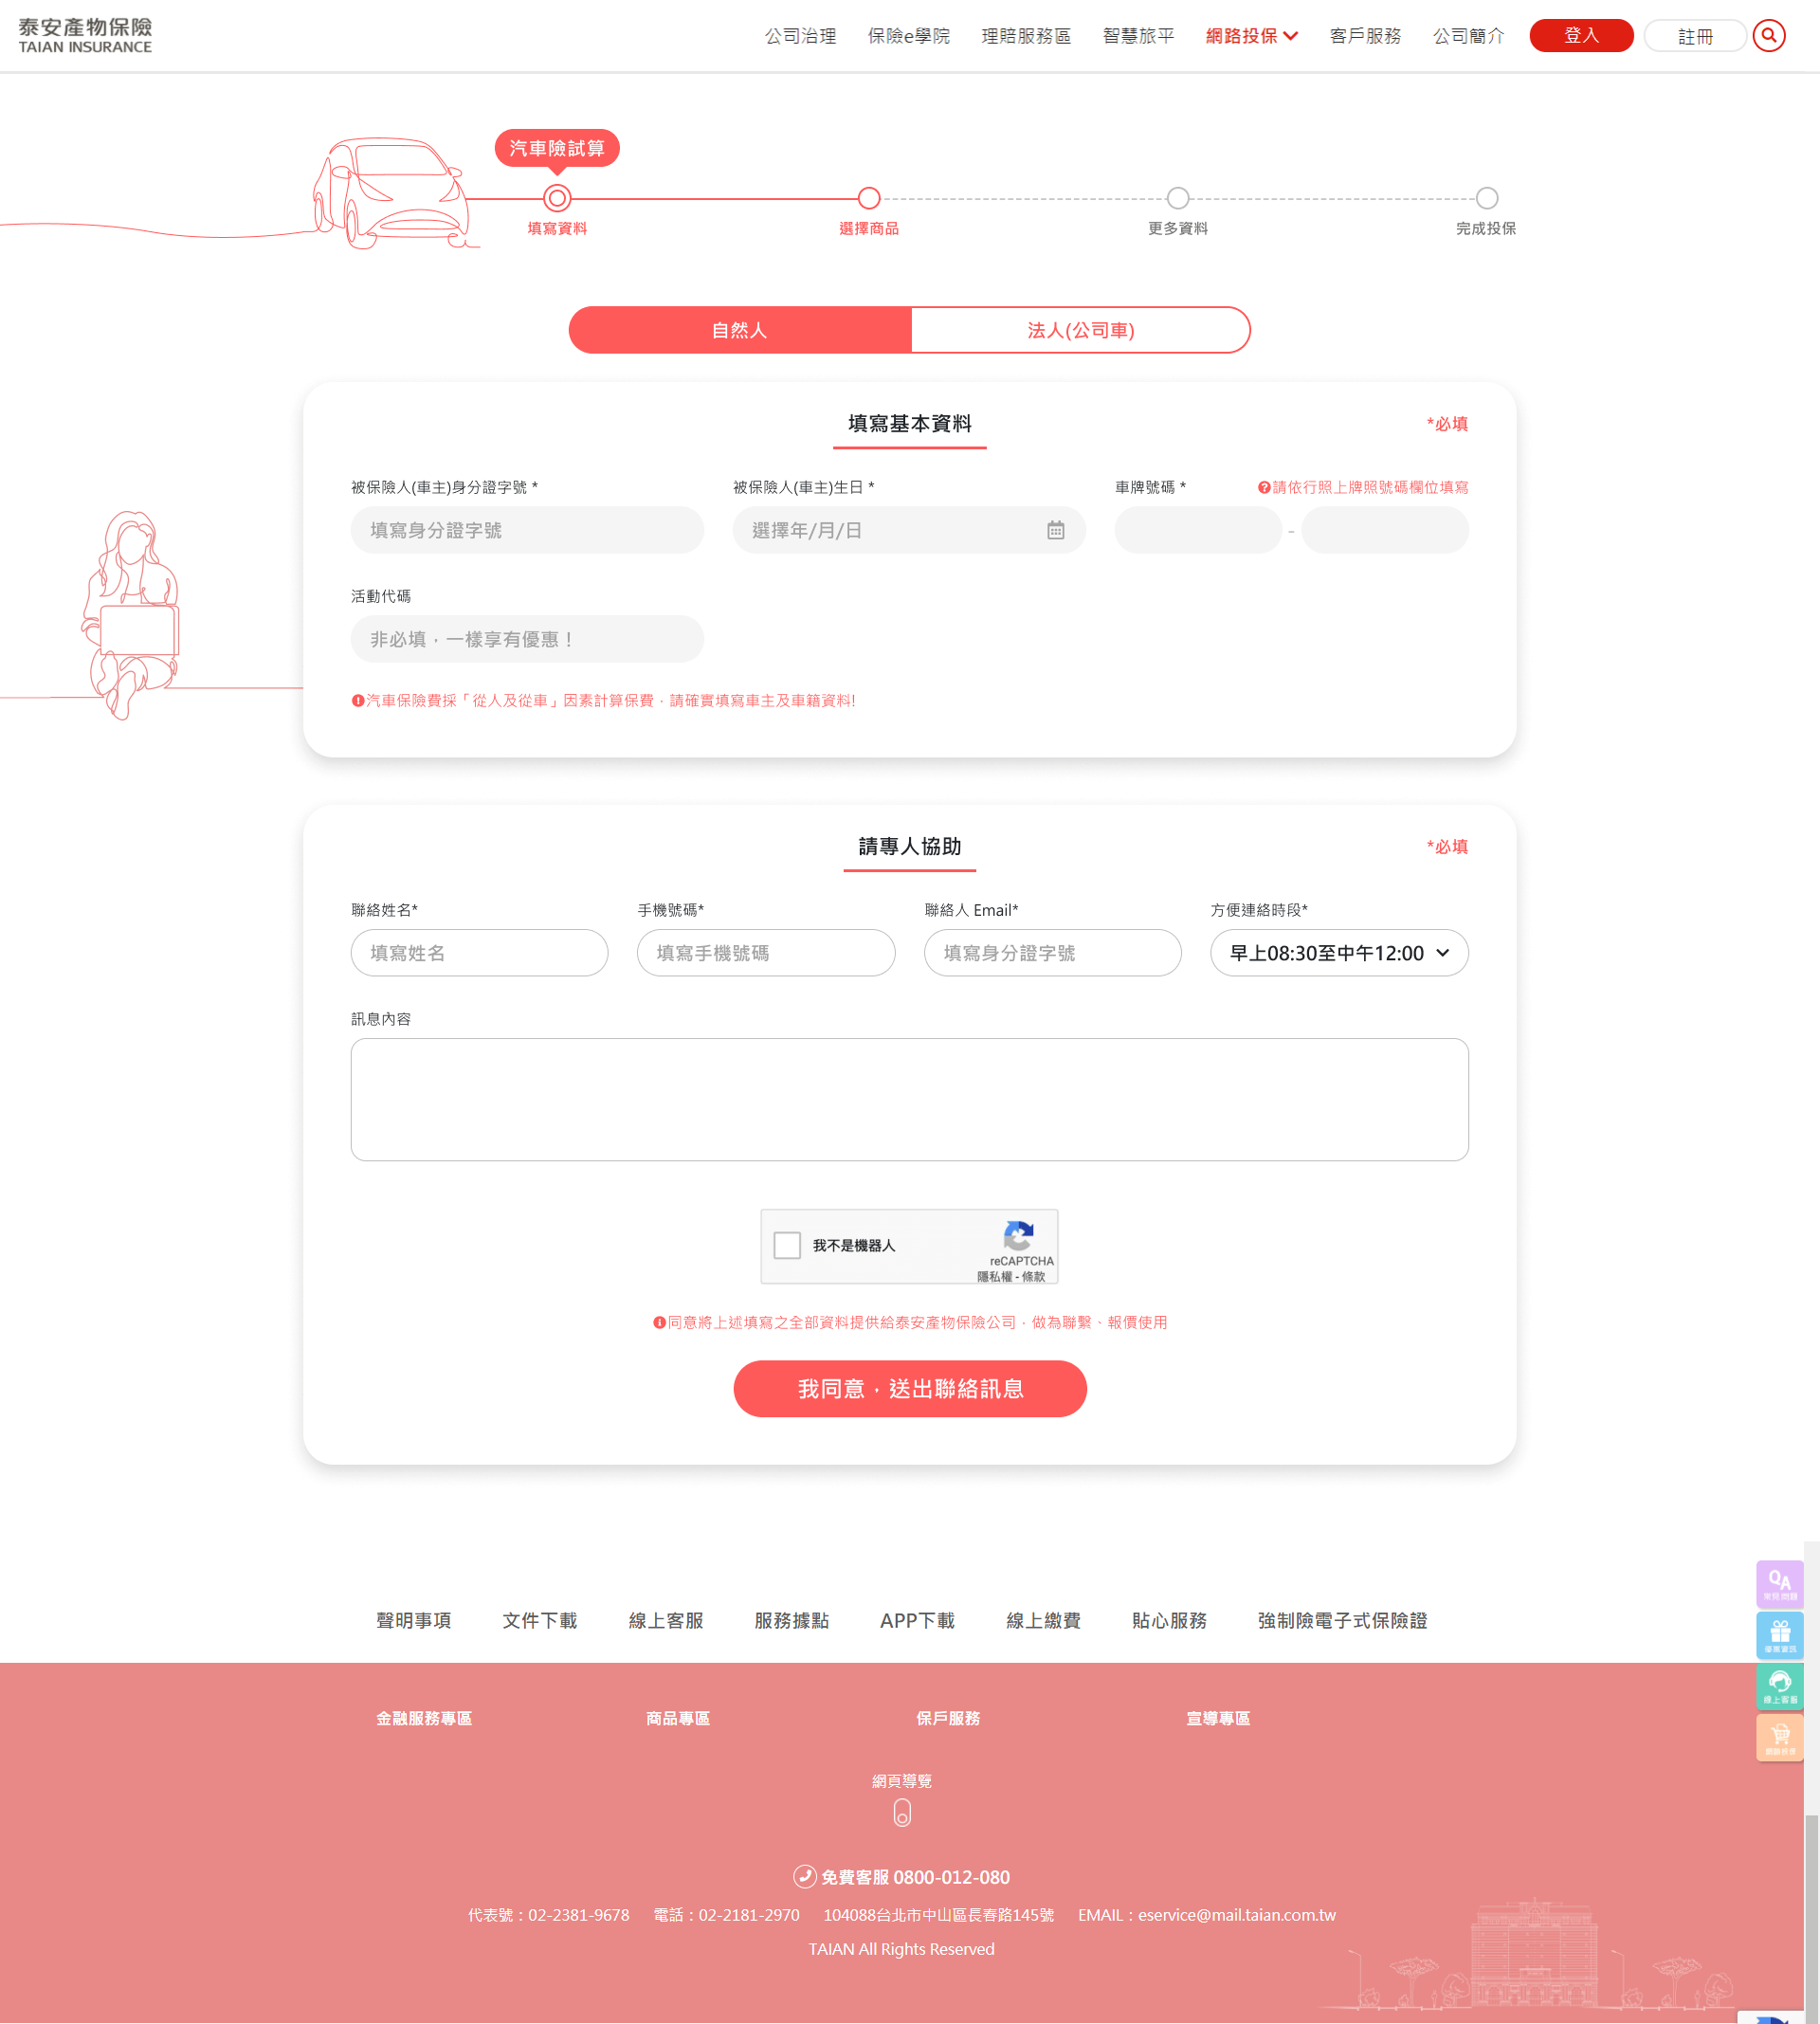 泰安產物保險
TAIAN INSURANCE
公司治理 保險e學院 理賠服務區 智慧旅平 網路投保 客戶服務 公司簡介 登入 註冊
汽車險試算
填寫資料 選擇商品 更多資料 完成投保
自然人 法人(公司車)
填寫基本資料 *必填
被保險人(車主)身分證字號 * 被保險人(車主)生日 * 車牌號碼 * 請依行照上牌照號碼欄位填寫
填寫身分證字號 選擇年/月/日 -
活動代碼
非必填，一樣享有優惠！
汽車保險費採「從人及從車」因素計算保費，請確實填寫車主及車籍資料!
請專人協助 *必填
聯絡姓名* 手機號碼* 聯絡人 Email* 方便連絡時段*
填寫姓名 填寫手機號碼 填寫身分證字號 早上08:30至中午12:00
訊息內容
我不是機器人
reCAPTCHA
隱私權 - 條款
同意將上述填寫之全部資料提供給泰安產物保險公司，做為聯繫、報價使用
我同意，送出聯絡訊息
QA
常見問題
優惠資訊
線上客服
網路投保
聲明事項 文件下載 線上客服 服務據點 APP下載 線上繳費 貼心服務 強制險電子式保險證
金融服務專區 商品專區 保戶服務 宣導專區
網頁導覽
免費客服 0800-012-080
代表號：02-2381-9678 電話：02-2181-2970 104088台北市中山區長春路145號 EMAIL：eservice@mail.taian.com.tw
TAIAN All Rights Reserved